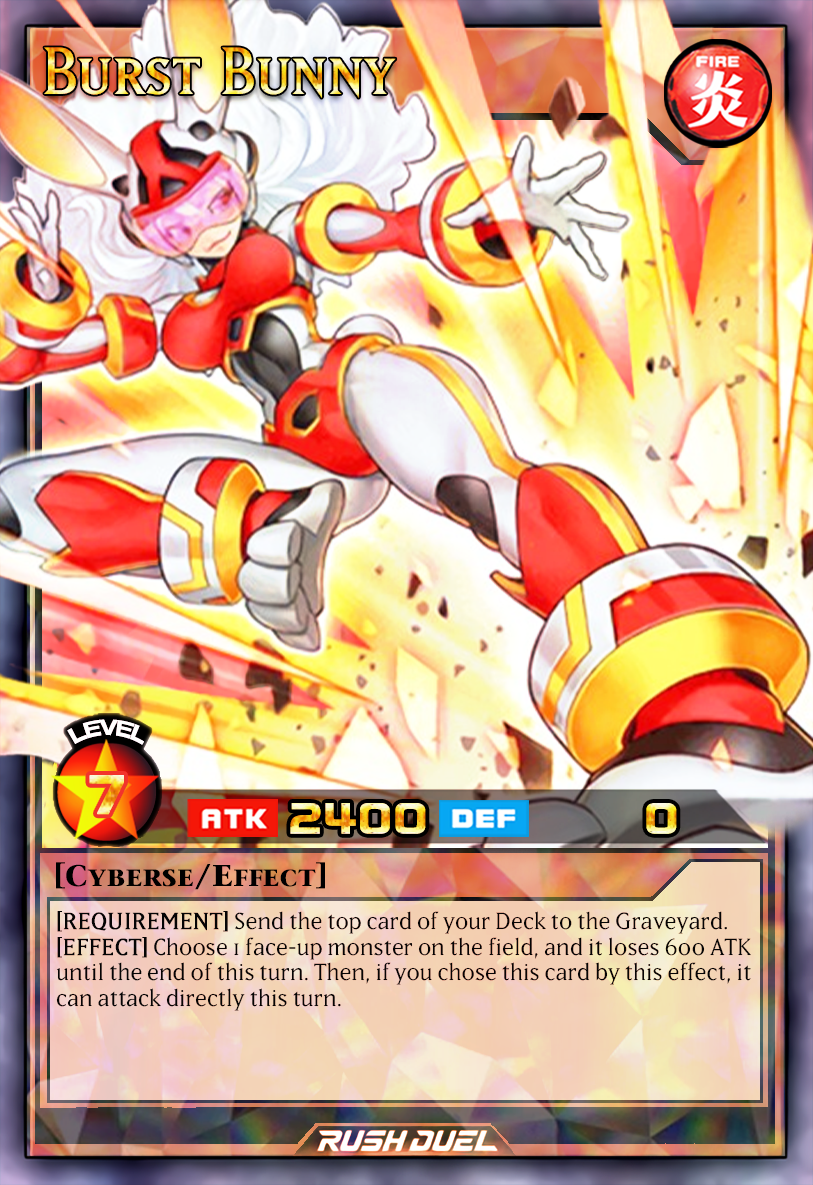 Burst Bunny
FIRE
炎
LEVEL
7
ATK 2400 DEF 0
[Cyberse/Effect]
[REQUIREMENT] Send the top card of your Deck to the Graveyard.
[EFFECT] Choose 1 face-up monster on the field, and it loses 600 ATK
until the end of this turn. Then, if you chose this card by this effect, it
can attack directly this turn.
RUSH DUEL